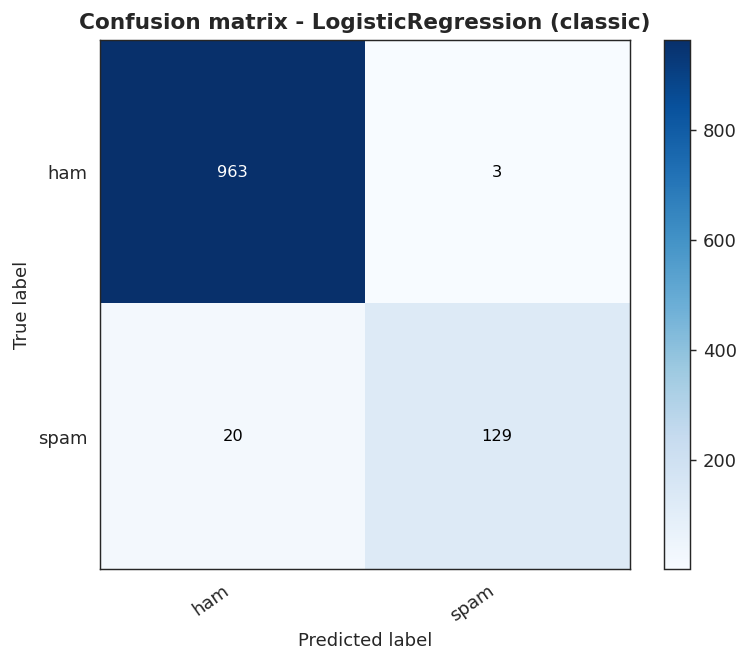 Confusion matrix - LogisticRegression (classic)
ham
963
3
spam
20
129
True label
ham
spam
Predicted label
800
600
400
200